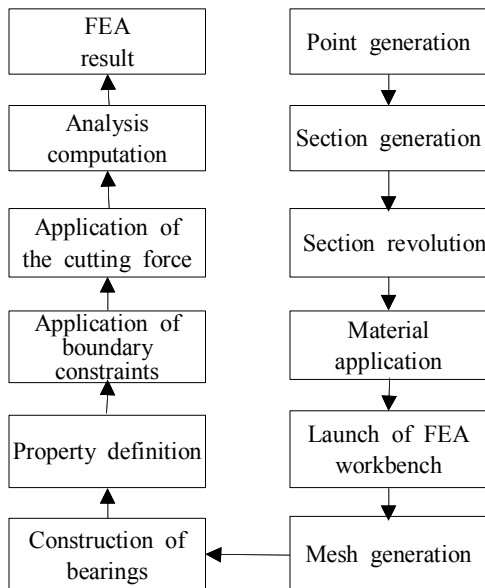 FEA
result
Analysis
computation
Application of
the cutting force
Application of
boundary
constraints
Property definition
Construction of
bearings
Point generation
Section generation
Section revolution
Material
application
Launch of FEA
workbench
Mesh generation